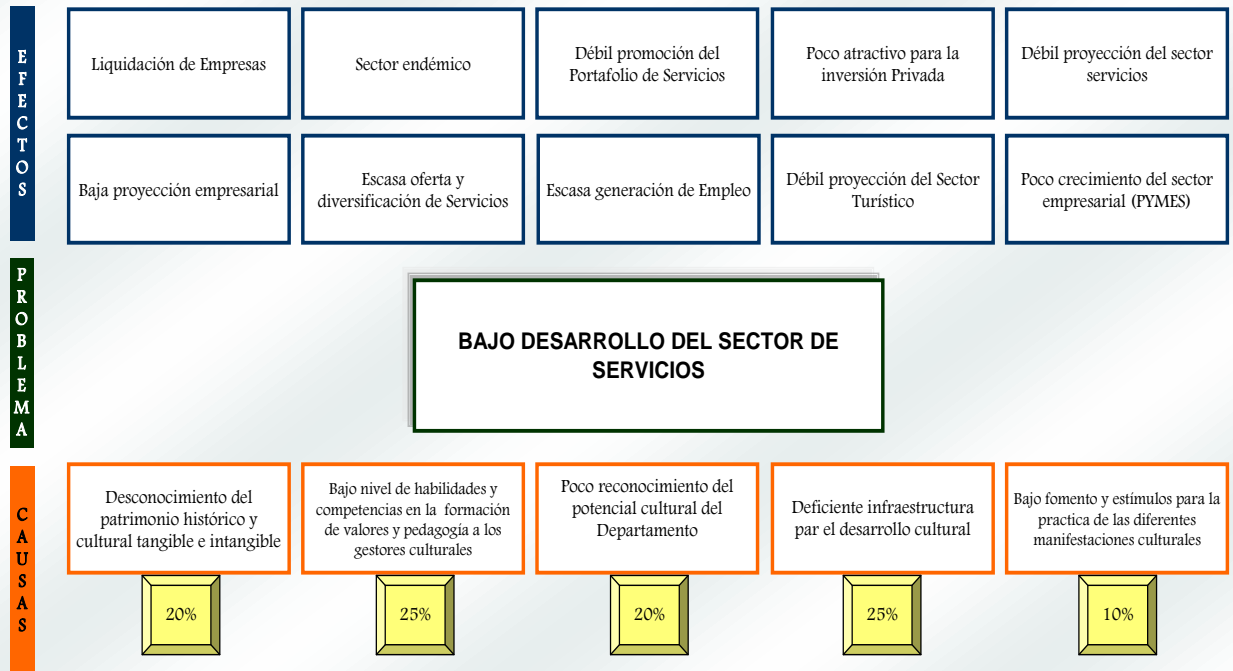 EFECTOS
Liquidación de Empresas
Sector endémico
Débil promoción del
Portafolio de Servicios
Poco atractivo para la
inversión Privada
Débil proyección del sector
servicios
Baja proyección empresarial
Escasa oferta y
diversificación de Servicios
Escasa generación de Empleo
Débil proyección del Sector
Turístico
Poco crecimiento del sector
empresarial (PYMES)
PROBLEMA
BAJO DESARROLLO DEL SECTOR DE
SERVICIOS
CAUSAS
Desconocimiento del
patrimonio histórico y
cultural tangible e intangible
Bajo nivel de habilidades y
competencias en la formación
de valores y pedagogía a los
gestores culturales
Poco reconocimiento del
potencial cultural del
Departamento
Deficiente infraestructura
par el desarrollo cultural
Bajo fomento y estímulos para la
practica de las diferentes
manifestaciones culturales
20%
25%
20%
25%
10%